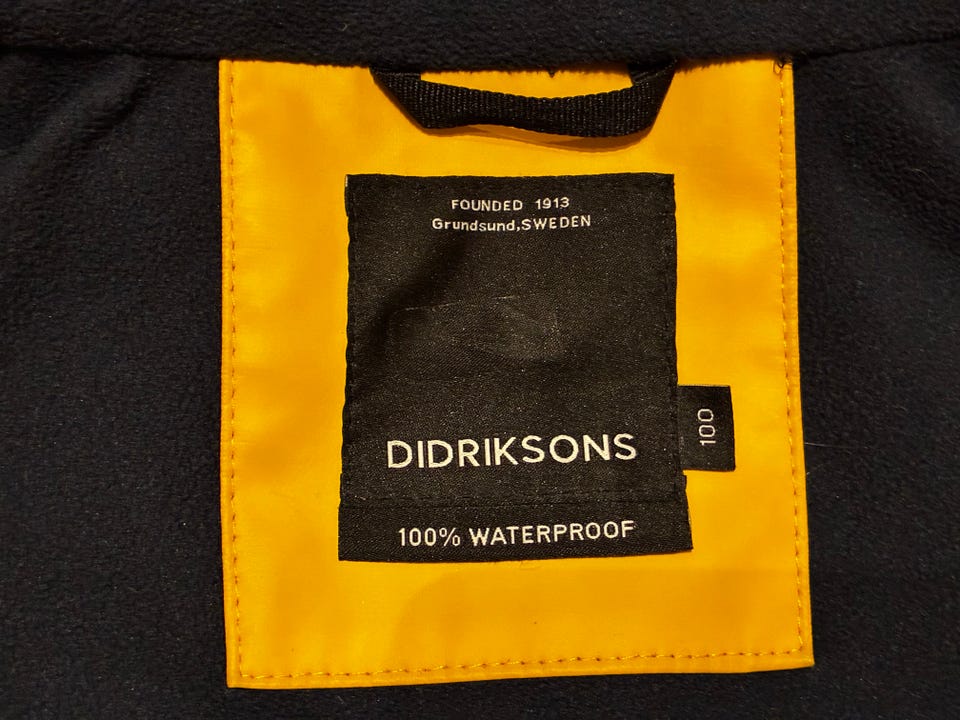 FOUNDED 1913
Grundsund,SWEDEN
DIDRIKSONS
100
100% WATERPROOF